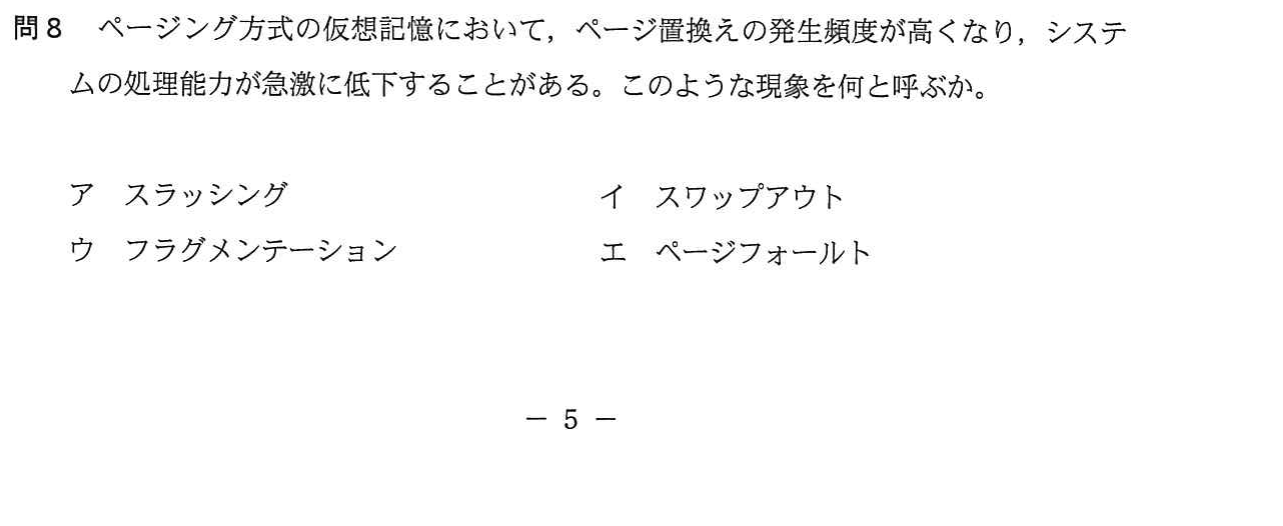 問8 ページング方式の仮想記憶において，ページ置換えの発生頻度が高くなり，システ
ムの処理能力が急激に低下することがある。このような現象を何と呼ぶか。
ア スラッシング イ スワップアウト
ウ フラグメンテーション エ ページフォールト
－ 5 －